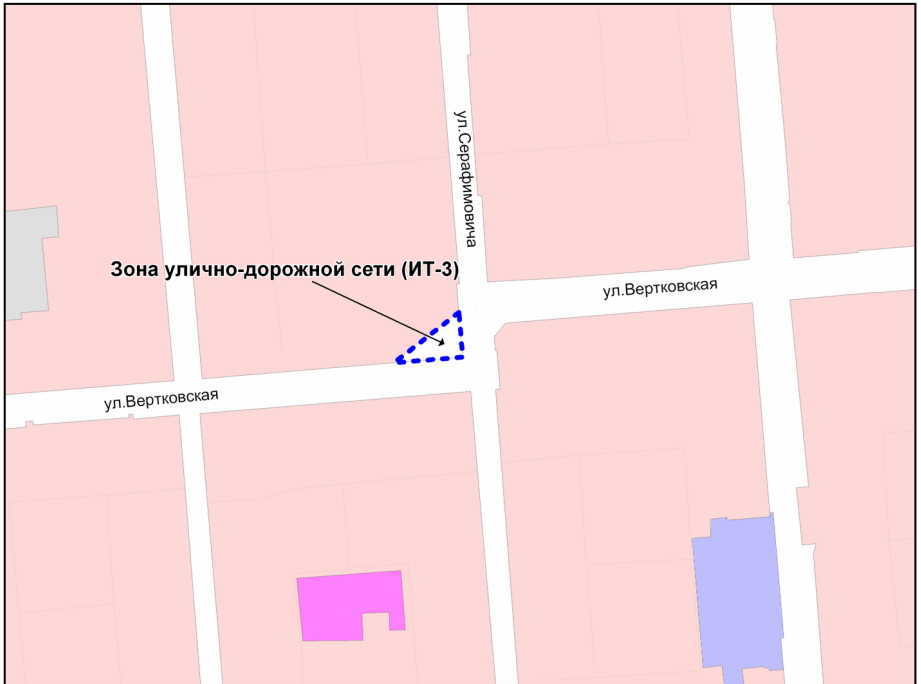 ул.Серафимовича
Зона улично-дорожной сети (ИТ-3)
ул.Вертковская
ул.Вертковская